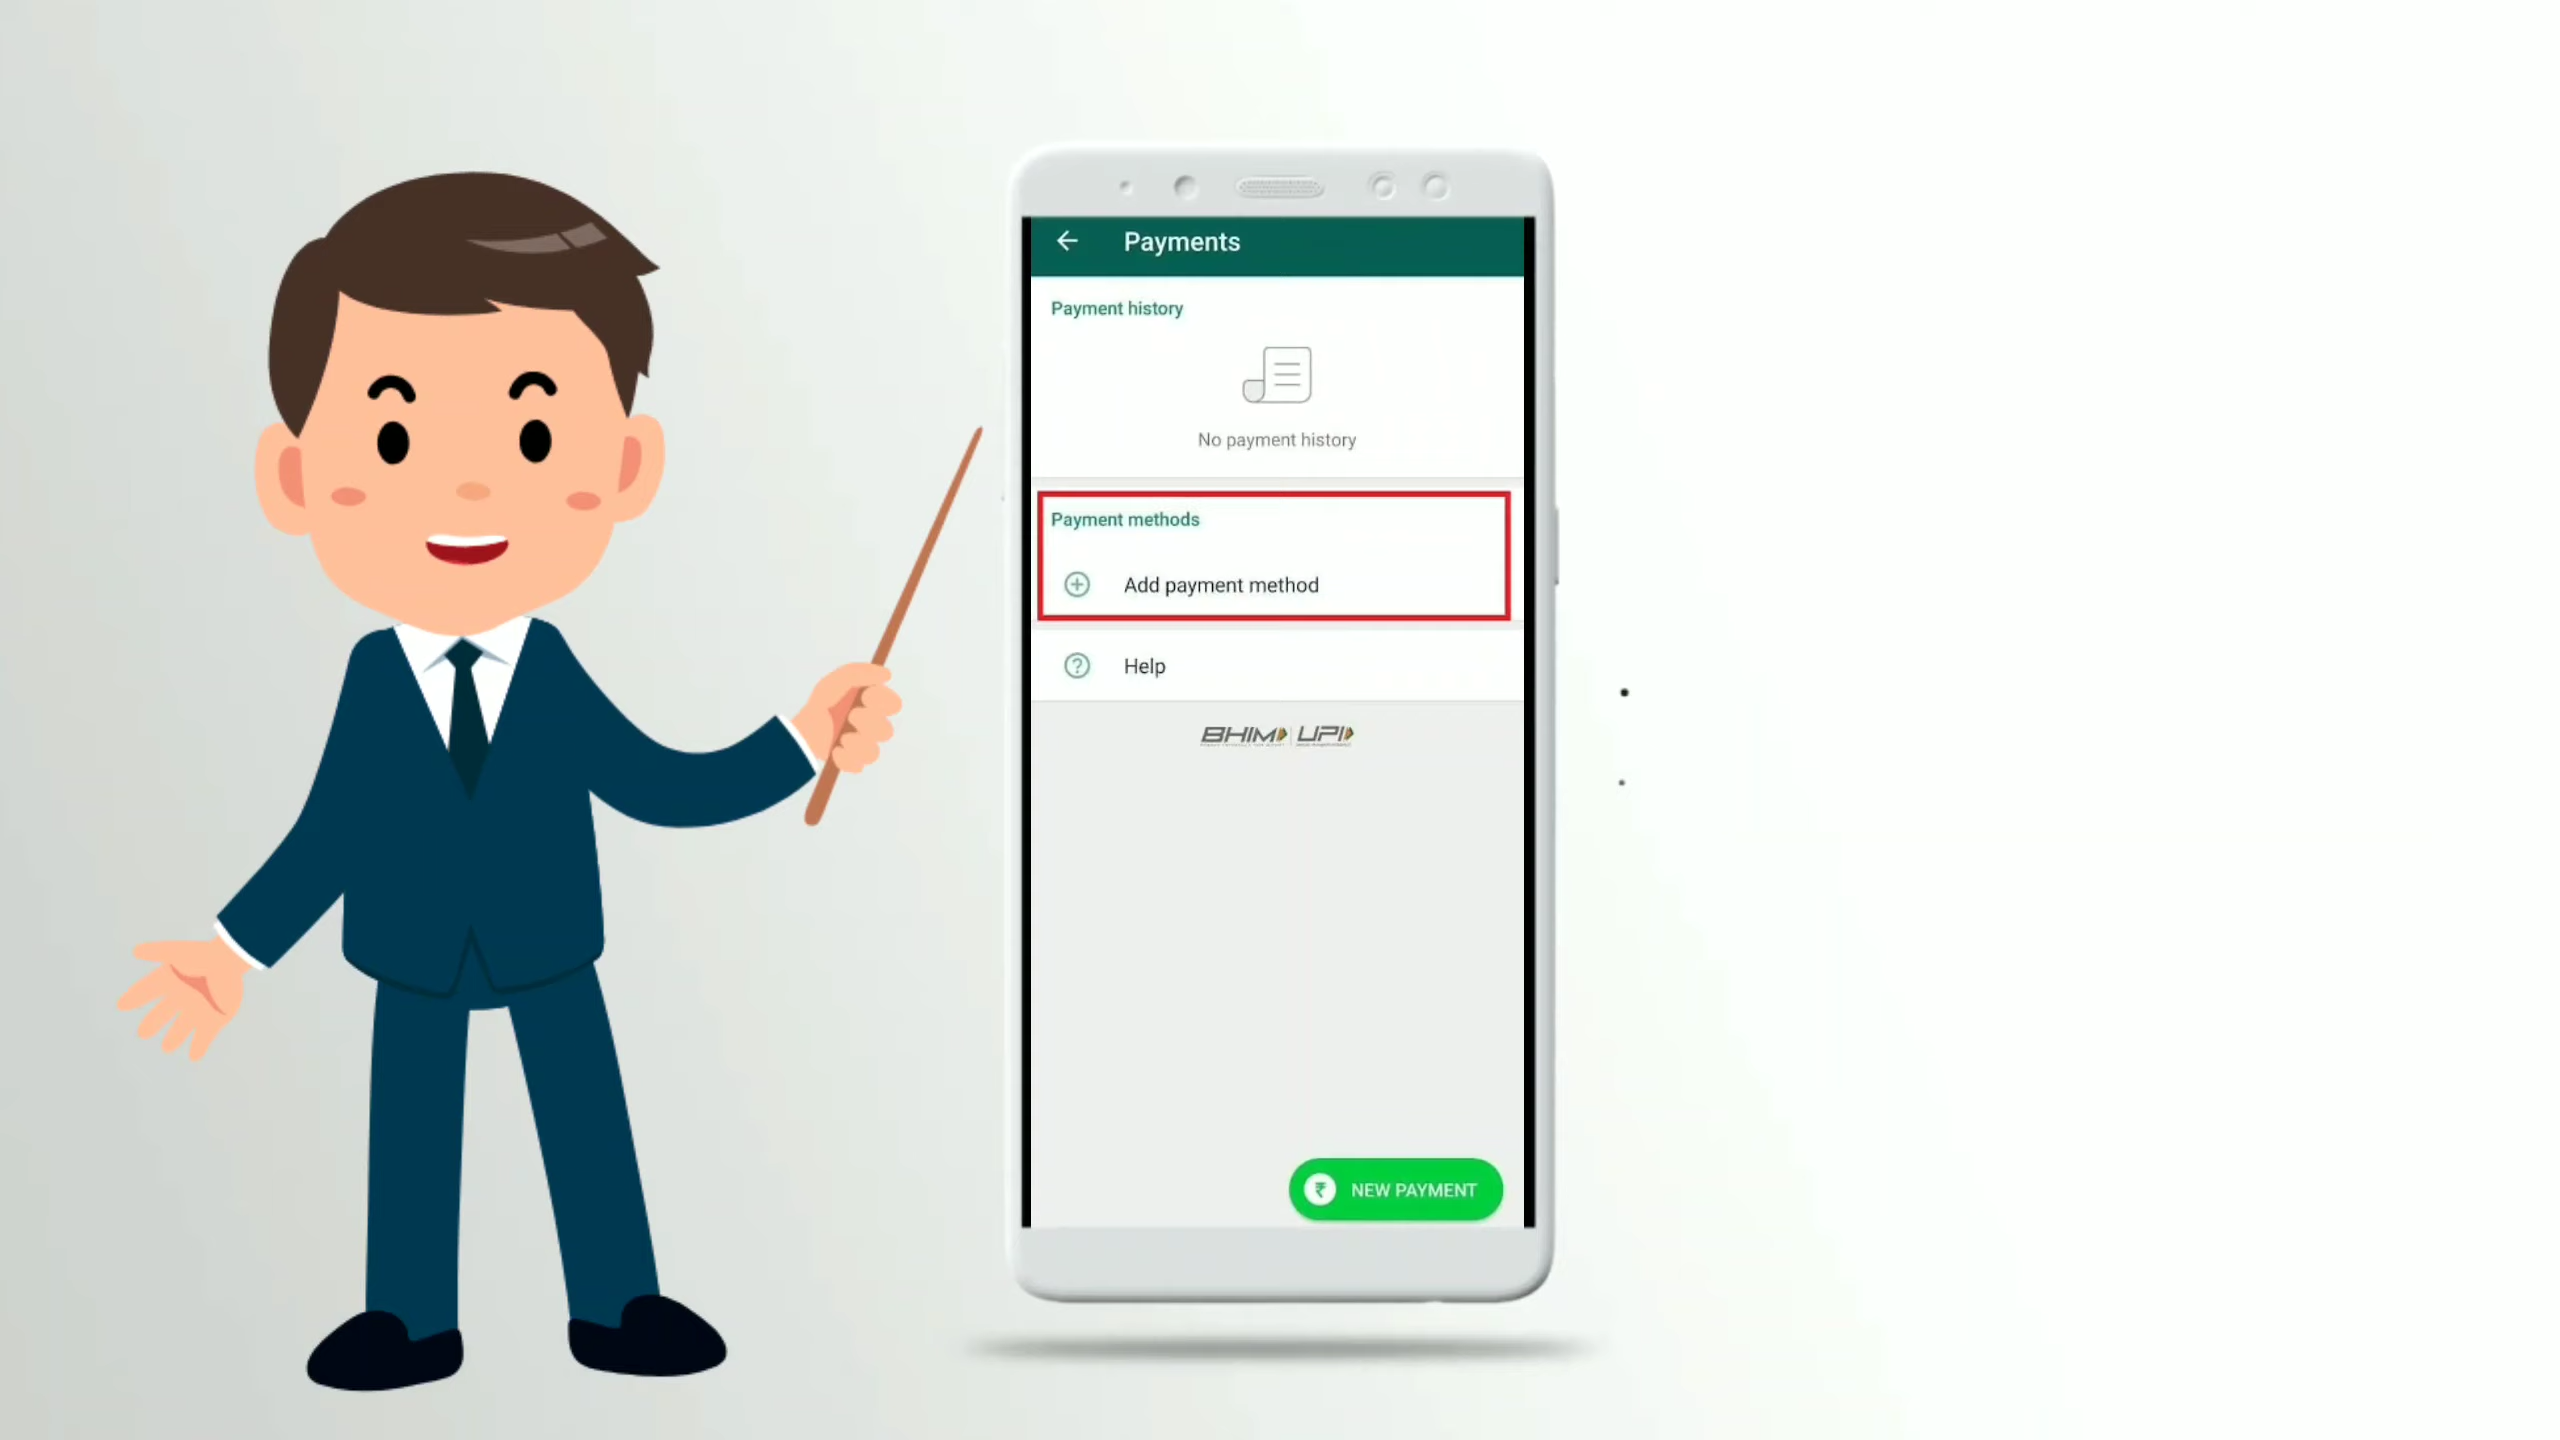 Payments
Payment history
No payment history
Payment methods
Add payment method
Help
BHIM UPI
NEW PAYMENT